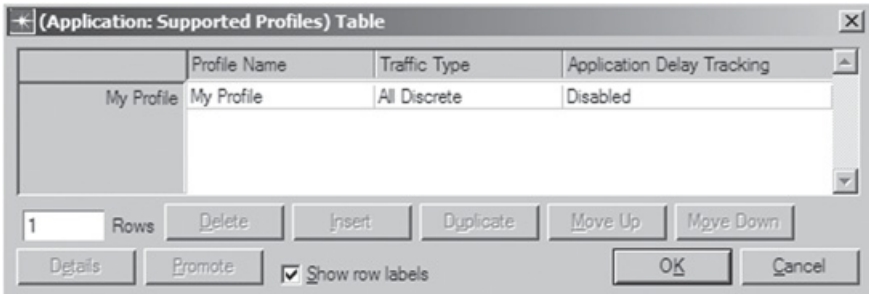 (Application: Supported Profiles) Table
Profile Name Traffic Type Application Delay Tracking
My Profile My Profile All Discrete Disabled
1 Rows Delete Insert Duplicate Move Up Move Down
Details Promote Show row labels OK Cancel